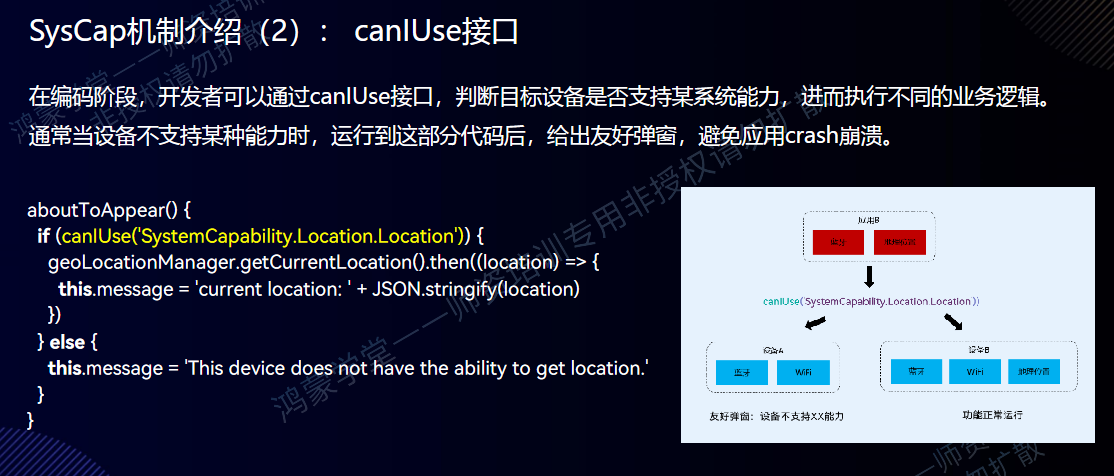 SysCap机制介绍（2）： canIUse接口
在编码阶段，开发者可以通过canIUse接口，判断目标设备是否支持某系统能力，进而执行不同的业务逻辑。
通常当设备不支持某种能力时，运行到这部分代码后，给出友好弹窗，避免应用crash崩溃。
aboutToAppear() {
if (canIUse('SystemCapability.Location.Location')) {
geoLocationManager.getCurrentLocation().then((location) => {
this.message = 'current location: ' + JSON.stringify(location)
})
} else {
this.message = 'This device does not have the ability to get location.'
}
}
应用B
蓝牙 地理位置
canIUse('SystemCapability.Location.Location'))
设备A 设备B
蓝牙 WiFi 蓝牙 WiFi 地理位置
友好弹窗：设备不支持XX能力 功能正常运行
鸿蒙学堂——师资培训专用非授权请勿扩散